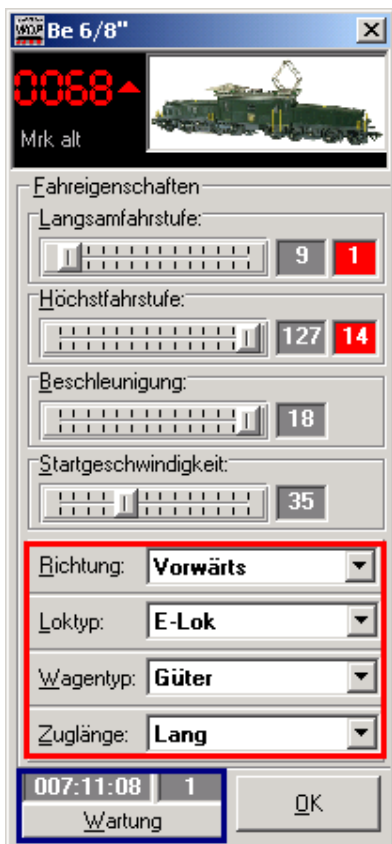 WDP Be 6/8"
0068
Mrk alt
Fahreigenschaften
Langsamfahrstufe:
9 1
Höchstfahrstufe:
127 14
Beschleunigung:
18
Startgeschwindigkeit:
35
Richtung: Vorwärts
Loktyp: E-Lok
Wagentyp: Güter
Zuglänge: Lang
007:11:08 1
Wartung
OK